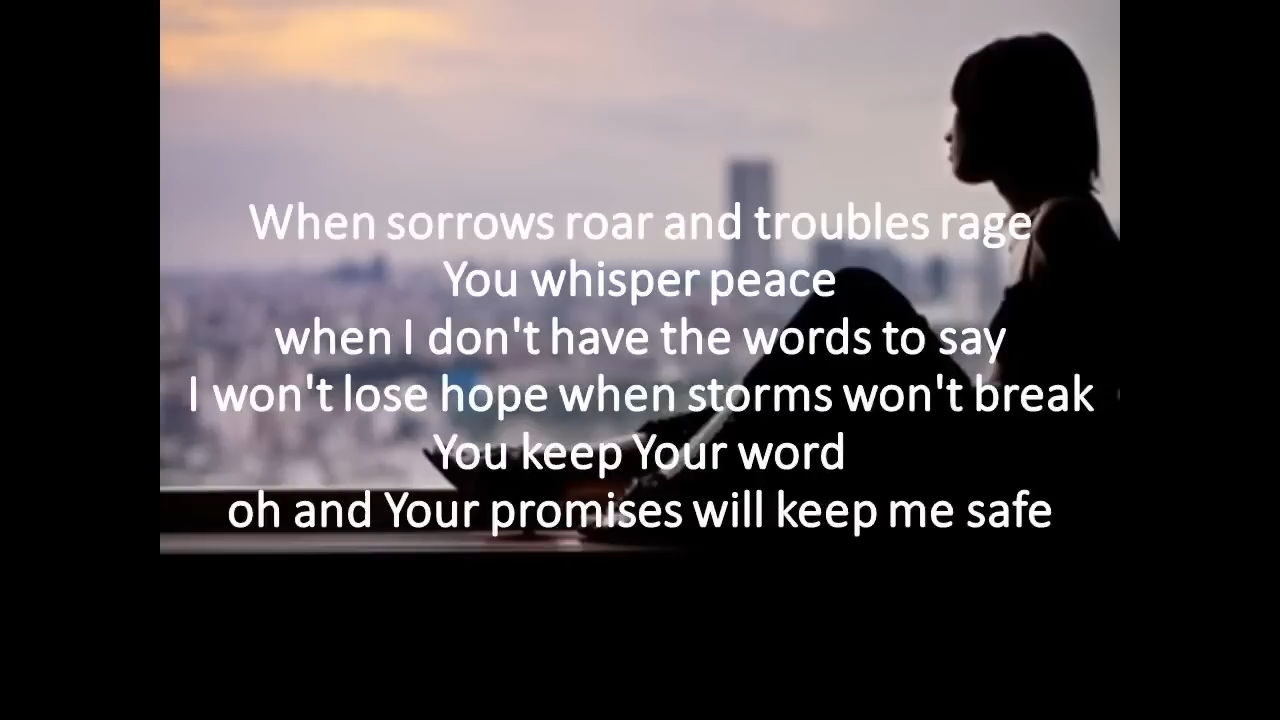 When sorrows roar and troubles rage
You whisper peace
when I don't have the words to say
I won't lose hope when storms won't break
You keep Your word
oh and Your promises will keep me safe